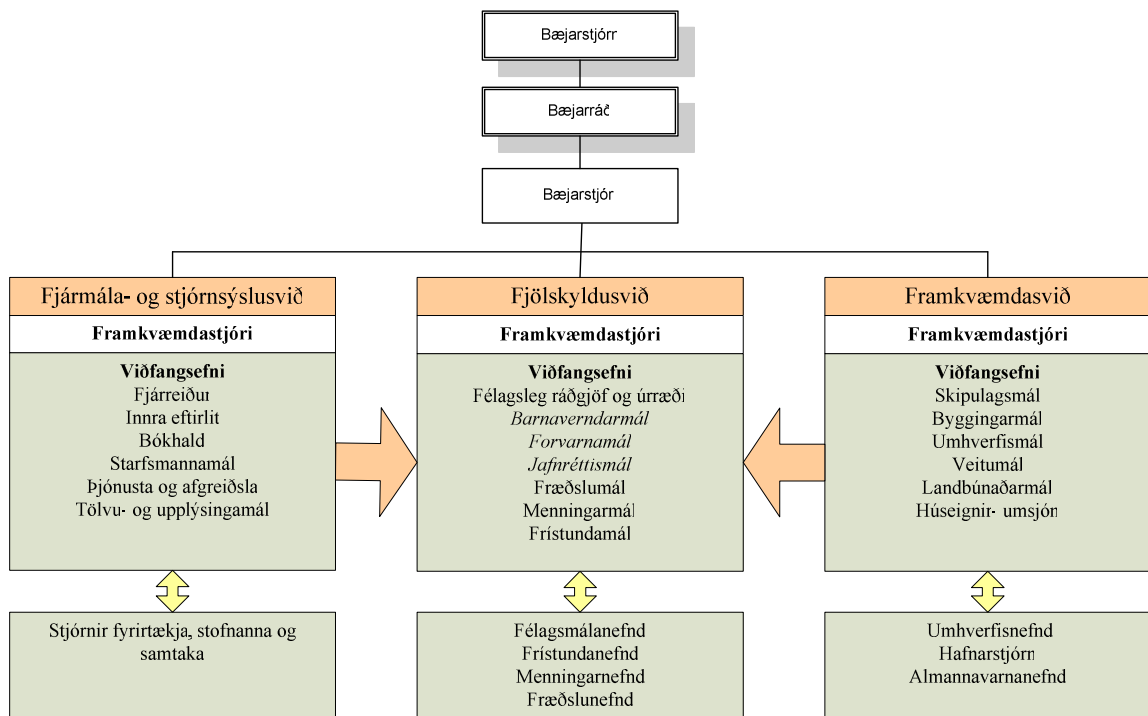 Bæjarstjórr
Bæjarráð
Bæjarstjór
Fjármála- og stjórnsýslusvið
Framkvæmdastjóri
Viðfangsefni
Fjárreiður
Innra eftirlit
Bókhald
Starfsmannamál
Þjónusta og afgreiðsla
Tölvu- og upplýsingamál
Stjórnir fyrirtækja, stofnanna og
samtaka
Fjölskyldusvið
Framkvæmdastjóri
Viðfangsefni
Félagsleg ráðgjöf og úrræði
Barnaverndarmál
Forvarnamál
Jafnréttismál
Fræðslumál
Menningarmál
Frístundamál
Félagsmálanefnd
Frístundanefnd
Menningarnefnd
Fræðslunefnd
Framkvæmdasvið
Framkvæmdastjóri
Viðfangsefni
Skipulagsmál
Byggingarmál
Umhverfismál
Veitumál
Landbúnaðarmál
Húseignir- umsjón
Umhverfisnefnd
Hafnarstjórn
Almannavarnanefnd